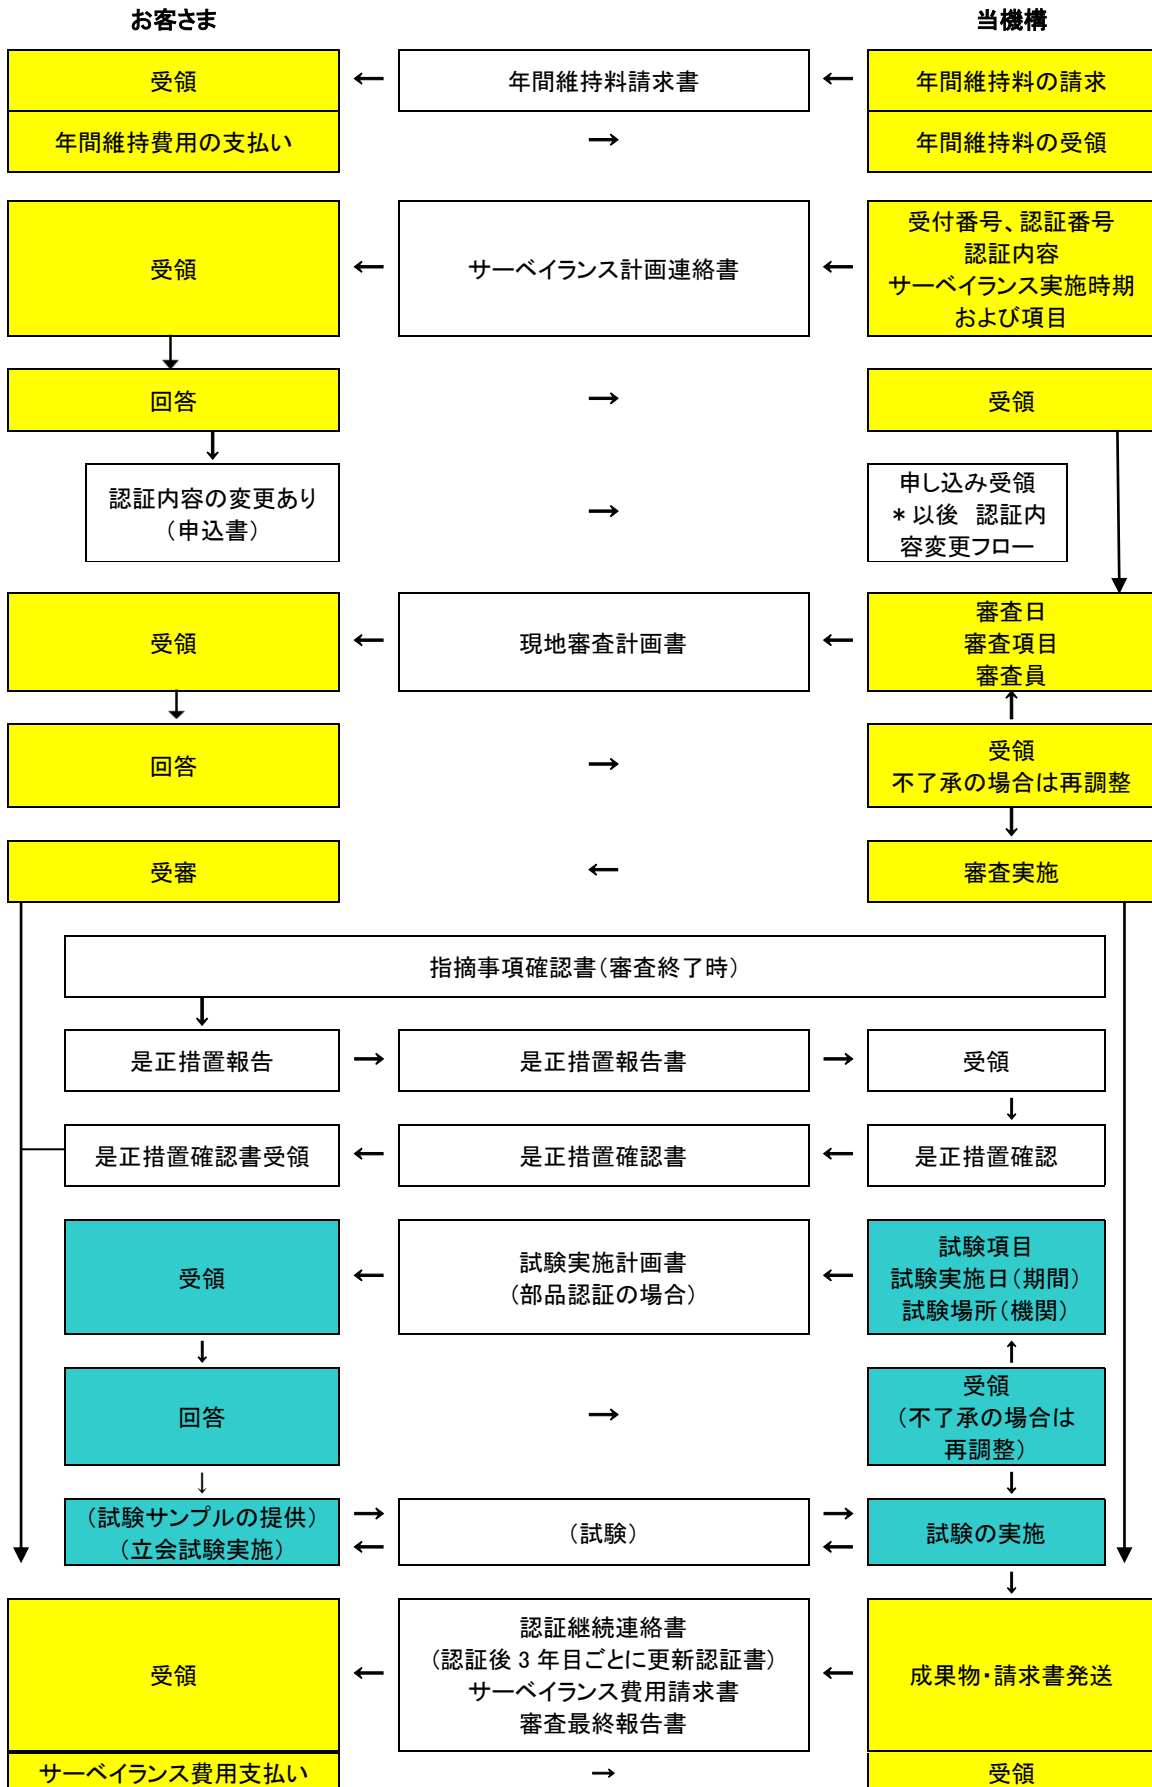 お客さま
当機構
受領
←
年間維持料請求書
←
年間維持料の請求
年間維持費用の支払い
→
年間維持料の受領
受領
←
サーベイランス計画連絡書
←
受付番号、認証番号
認証内容
サーベイランス実施時期
および項目
回答
→
受領
認証内容の変更あり
（申込書）
→
申し込み受領
＊以後　認証内
容変更フロー
受領
←
現地審査計画書
←
審査日
審査項目
審査員
回答
→
受領
不了承の場合は再調整
受審
←
審査実施
指摘事項確認書（審査終了時）
是正措置報告
→
是正措置報告書
→
受領
是正措置確認書受領
←
是正措置確認書
←
是正措置確認
受領
←
試験実施計画書
（部品認証の場合）
←
試験項目
試験実施日（期間）
試験場所（機関）
回答
→
受領
（不了承の場合は
再調整）
（試験サンプルの提供）
（立会試験実施）
→
←
（試験）
→
←
試験の実施
受領
←
認証継続連絡書
（認証後 3 年目ごとに更新認証書）
サーベイランス費用請求書
審査最終報告書
←
成果物・請求書発送
サーベイランス費用支払い
→
受領